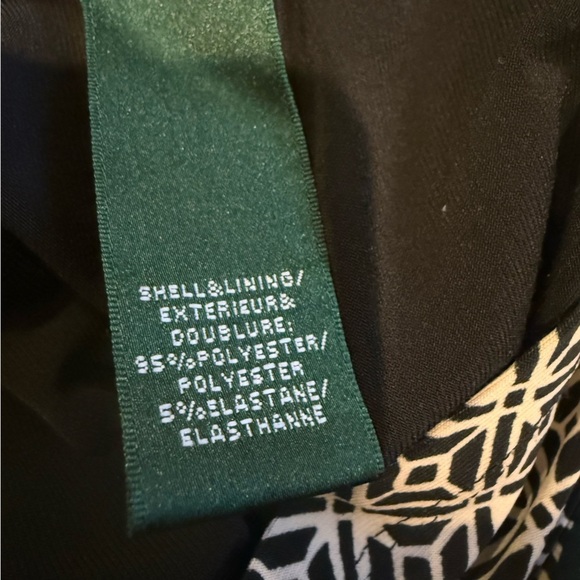 SHELL&LINING/
EXTERIEUR&
DOUBLURE:
95%POLYESTER/
POLYESTER
5%ELASTANE/
ELASTHANNE